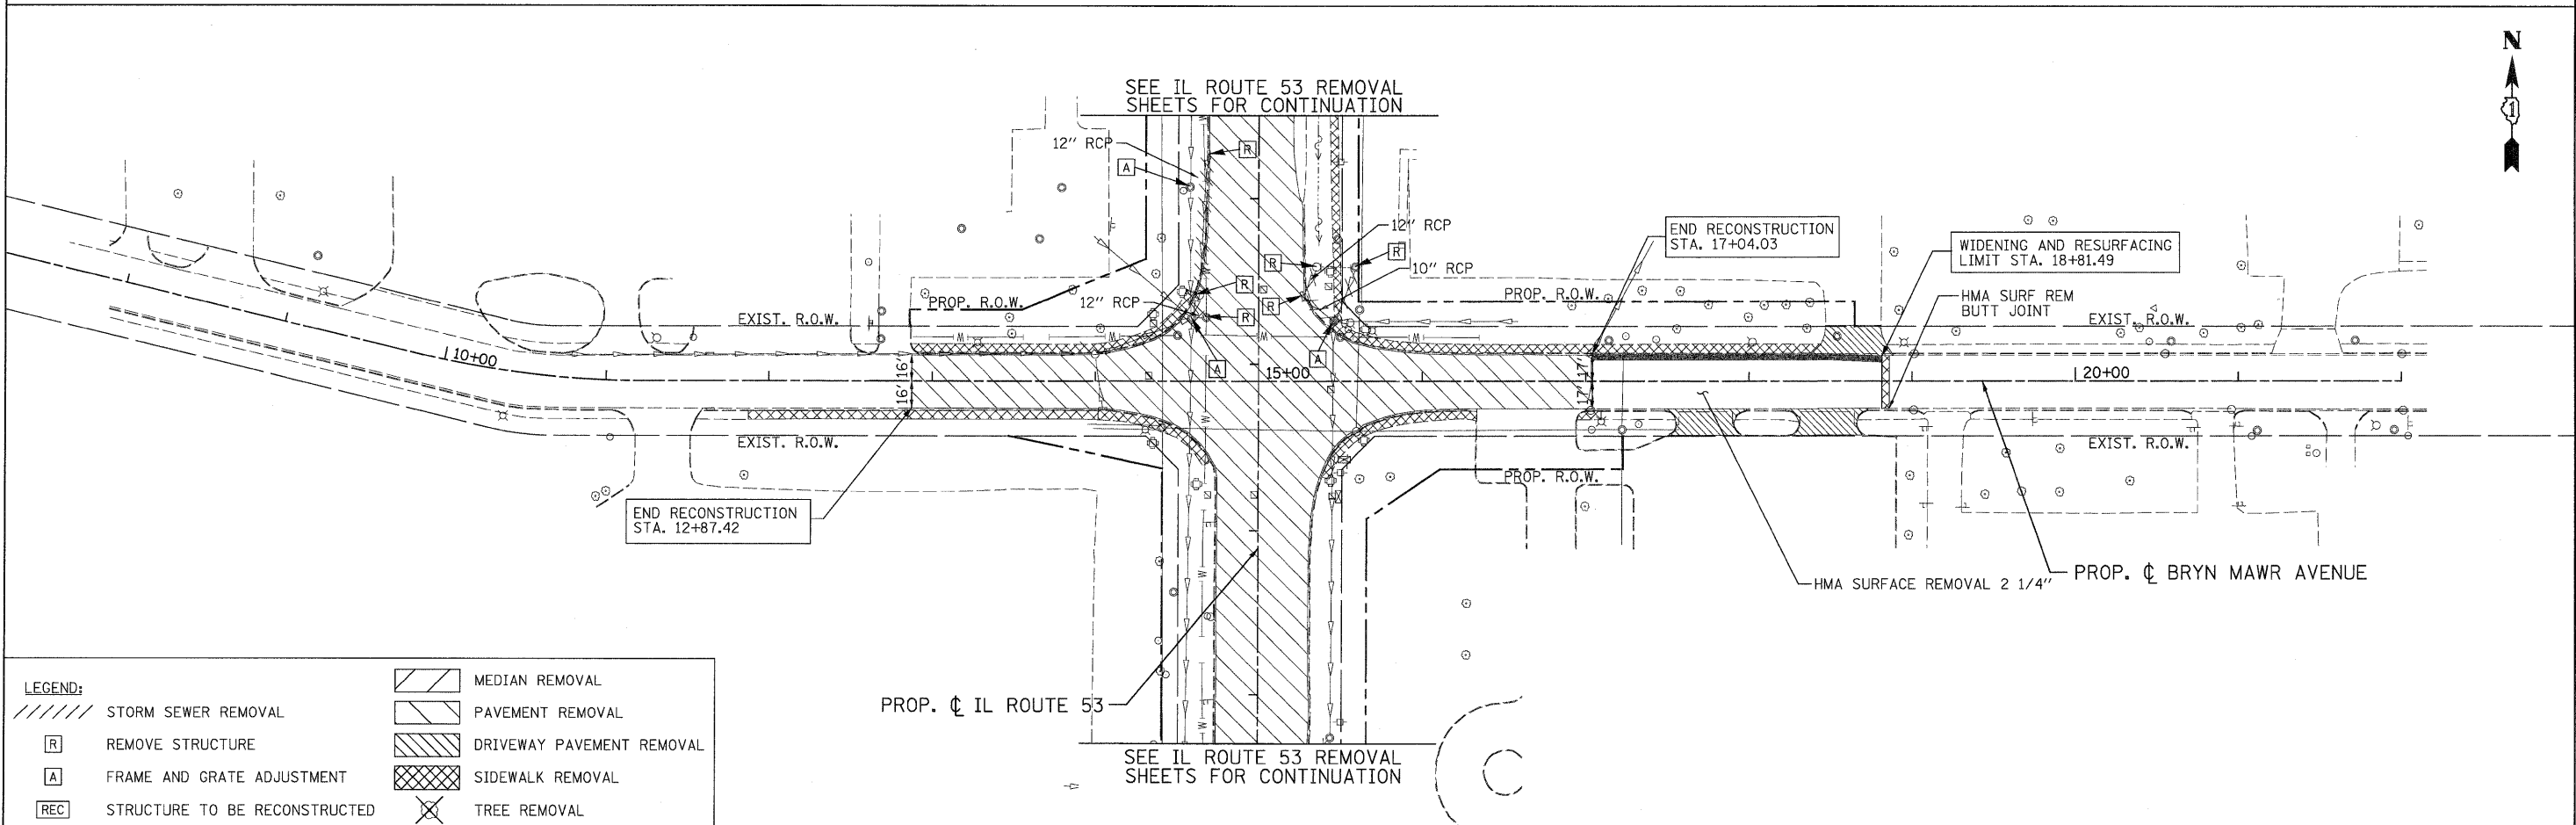 N
1
SEE IL ROUTE 53 REMOVAL
SHEETS FOR CONTINUATION
12" RCP
A
R
12" RCP
R
R
10" RCP
R
R
12" RCP
R
A
A
END RECONSTRUCTION
STA. 17+04.03
WIDENING AND RESURFACING
LIMIT STA. 18+81.49
HMA SURF REM
BUTT JOINT
PROP. R.O.W.
PROP. R.O.W.
EXIST. R.O.W.
EXIST. R.O.W.
10+00
15+00
20+00
16'
16'
17'
17'
EXIST. R.O.W.
EXIST. R.O.W.
PROP. R.O.W.
END RECONSTRUCTION
STA. 12+87.42
HMA SURFACE REMOVAL 2 1/4"
PROP. ℄ BRYN MAWR AVENUE
PROP. ℄ IL ROUTE 53
SEE IL ROUTE 53 REMOVAL
SHEETS FOR CONTINUATION
LEGEND:
STORM SEWER REMOVAL
R REMOVE STRUCTURE
A FRAME AND GRATE ADJUSTMENT
REC STRUCTURE TO BE RECONSTRUCTED
MEDIAN REMOVAL
PAVEMENT REMOVAL
DRIVEWAY PAVEMENT REMOVAL
SIDEWALK REMOVAL
TREE REMOVAL